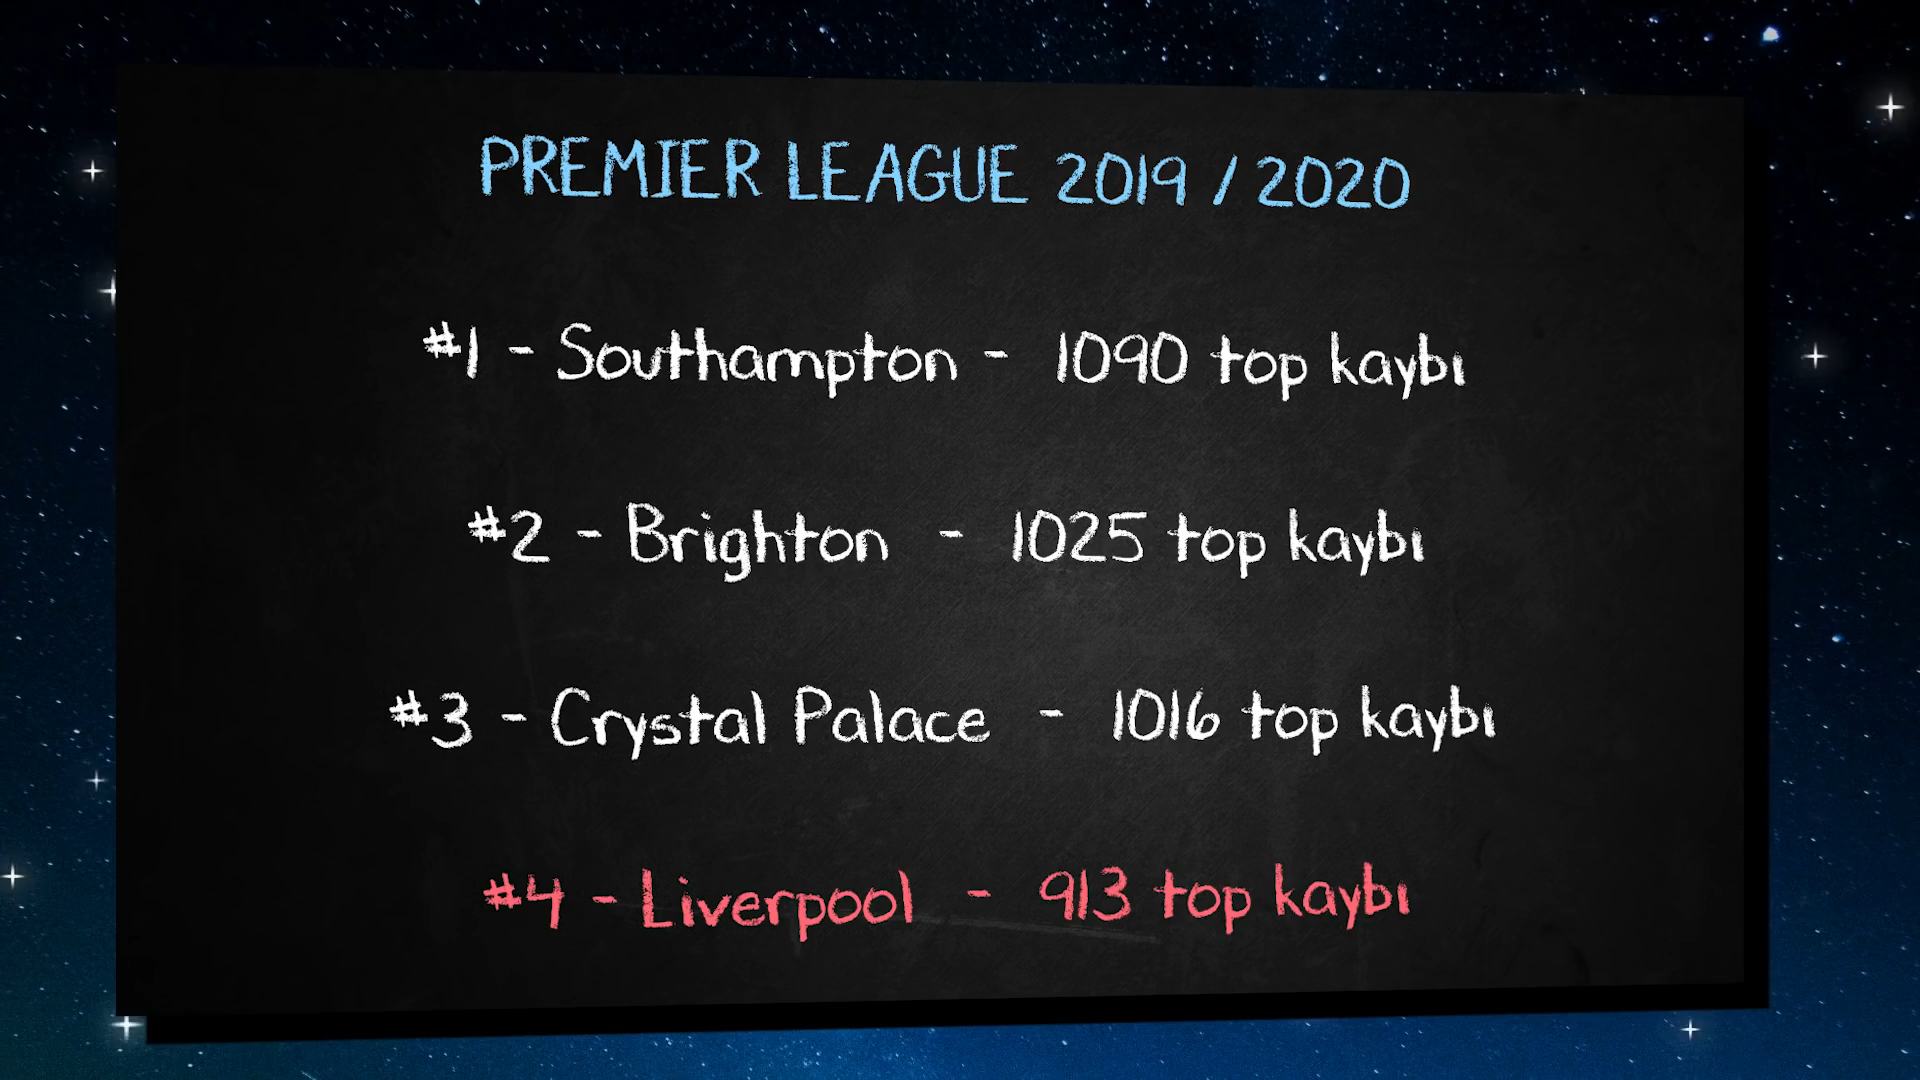 PREMIER LEAGUE 2019 / 2020
#1 - Southampton - 1090 top kaybı
#2 - Brighton - 1025 top kaybı
#3 - Crystal Palace - 1016 top kaybı
#4 - Liverpool - 913 top kaybı